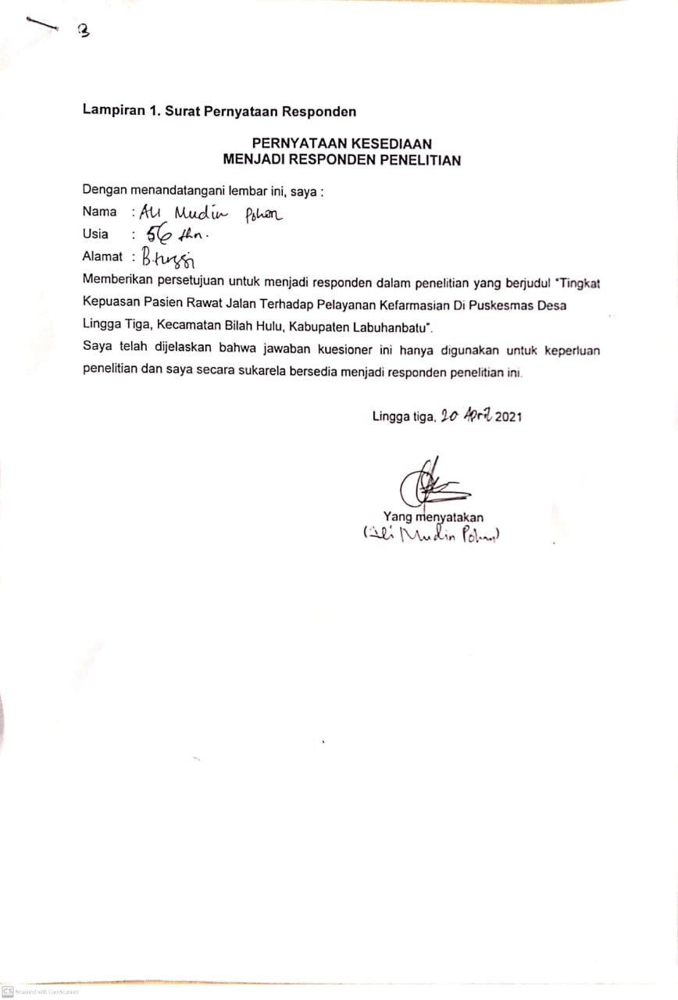 3
Lampiran 1. Surat Pernyataan Responden
PERNYATAAN KESEDIAAN
MENJADI RESPONDEN PENELITIAN
Dengan menandatangani lembar ini, saya :
Nama : Ali Mudin Pohan
Usia : 56 thn.
Alamat :
Memberikan persetujuan untuk menjadi responden dalam penelitian yang berjudul "Tingkat
Kepuasan Pasien Rawat Jalan Terhadap Pelayanan Kefarmasian Di Puskesmas Desa
Lingga Tiga, Kecamatan Bilah Hulu, Kabupaten Labuhanbatu".
Saya telah dijelaskan bahwa jawaban kuesioner ini hanya digunakan untuk keperluan
penelitian dan saya secara sukarela bersedia menjadi responden penelitian ini.
Lingga tiga, 20 April 2021
Yang menyatakan
(Ali Mudin Pohan)
CS Scanned with CamScanner